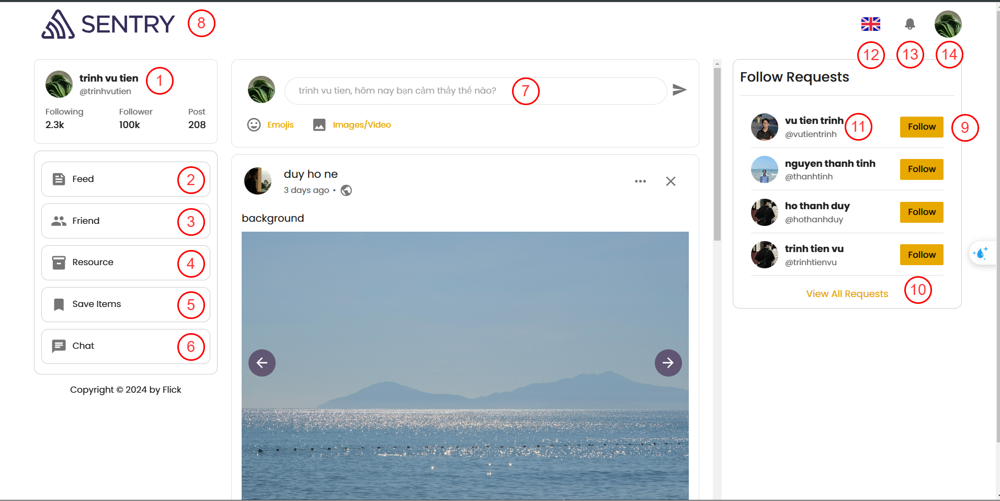 SENTRY
8
12
13
14
trinh vu tien
1
@trinhvutien
Following
Follower
Post
2.3k
100k
208
Feed
2
Friend
3
Resource
4
Save Items
5
Chat
6
Copyright © 2024 by Flick
trinh vu tien, hôm nay bạn cảm thấy thế nào?
7
Emojis
Images/Video
duy ho ne
3 days ago •
background
Follow Requests
vu tien trinh
11
@vutientrinh
Follow
9
nguyen thanh tinh
@thanhtinh
Follow
ho thanh duy
@hothanhduy
Follow
trinh tien vu
@trinhtienvu
Follow
View All Requests
10